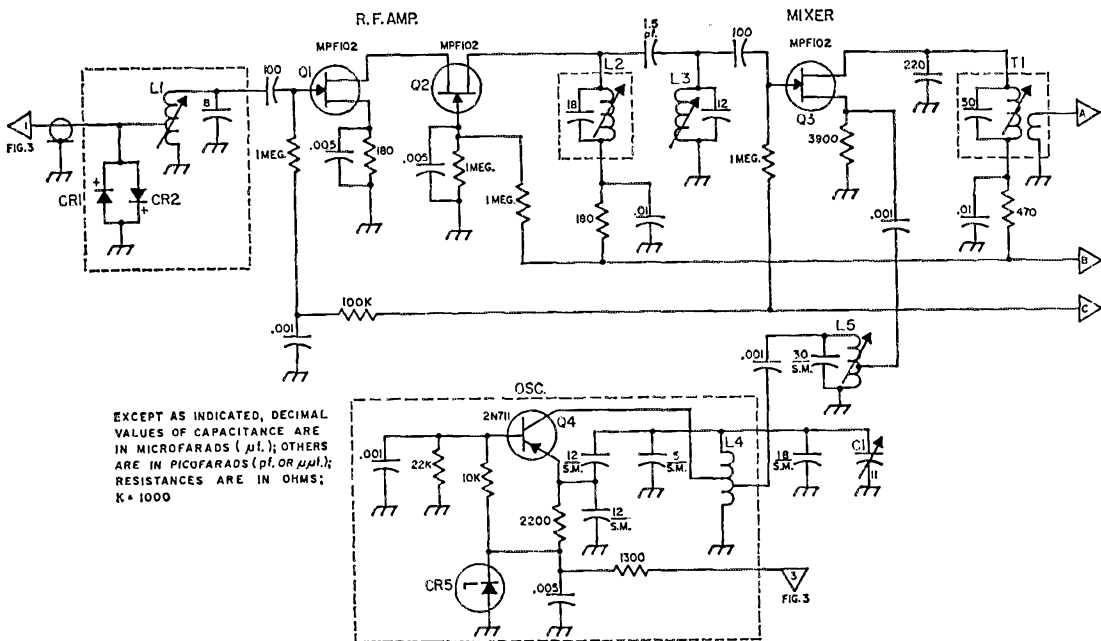 R.F. AMP.
MIXER
MPF102
MPF102
1.5
pf.
MPF102
100
Q1
Q2
L2
L3
100
220
T1
L1
8
18
12
Q3
50
A
1
FIG.3
CR1
CR2
1 MEG.
.005
180
.005
1MEG.
1 MEG.
180
.01
1 MEG.
3900
.001
.01
470
B
100K
C
.001
L5
.001
30
S.M.
OSC.
2N711
Q4
L4
C1
EXCEPT AS INDICATED, DECIMAL
VALUES OF CAPACITANCE ARE
IN MICROFARADS ( µf. ); OTHERS
ARE IN PICOFARADS (pf. OR µµf.);
RESISTANCES ARE IN OHMS;
K = 1000
.001
22K
10K
12
S.M.
5
S.M.
18
S.M.
11
2200
12
S.M.
1300
3
FIG.3
CR5
.005